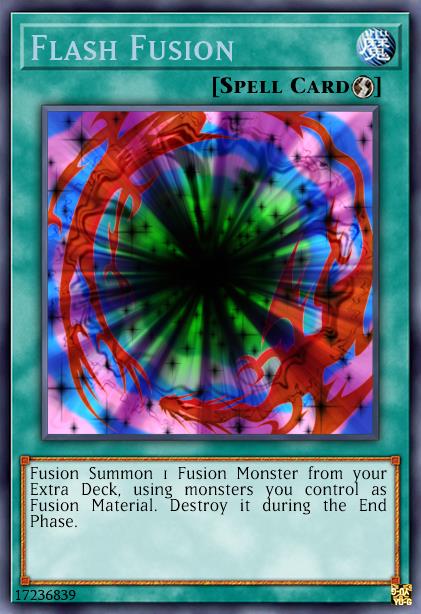 Flash Fusion
[Spell Card]
Fusion Summon 1 Fusion Monster from your
Extra Deck, using monsters you control as
Fusion Material. Destroy it during the End
Phase.
17236839